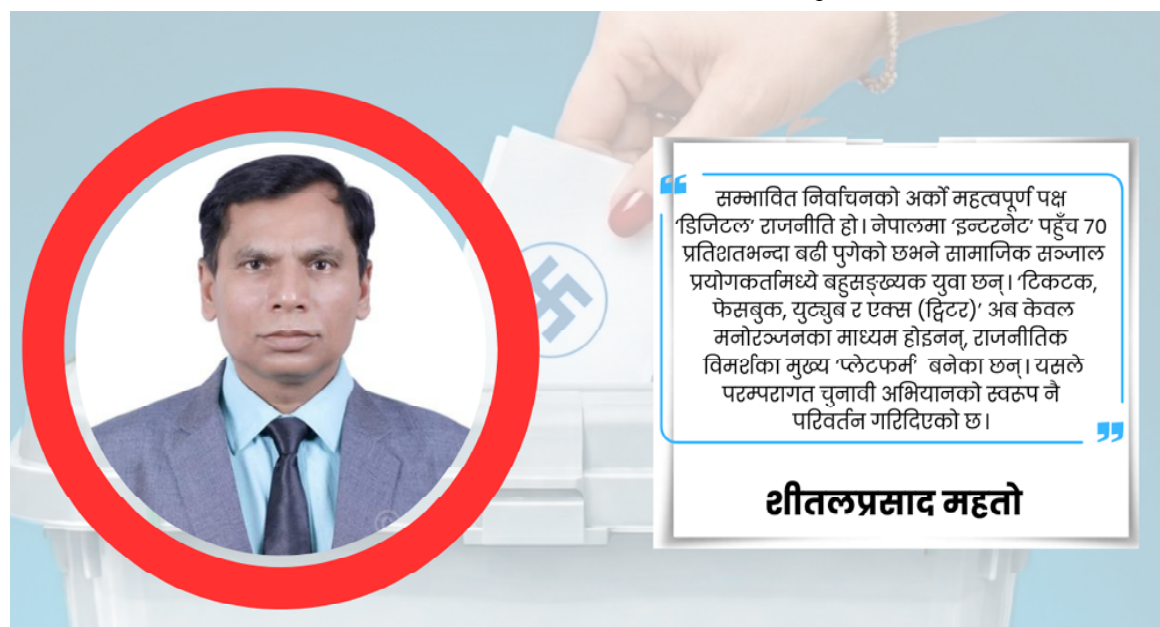 सम्भावित निर्वाचनको अर्को महत्वपूर्ण पक्ष
‘डिजिटल’ राजनीति हो। नेपालमा ‘इन्टरनेट’ पहुँच 70
प्रतिशतभन्दा बढी पुगेको छभने सामाजिक सञ्जाल
प्रयोगकर्तामध्ये बहुसङ्ख्यक युवा छन्। ‘टिकटक,
फेसबुक, युट्युब र एक्स (ट्विटर)’ अब केवल
मनोरञ्जनका माध्यम होइनन्, राजनीतिक
विमर्शका मुख्य ‘प्लेटफर्म’ बनेका छन्। यसले
परम्परागत चुनावी अभियानको स्वरूप नै
परिवर्तन गरिदिएको छ।
शीतलप्रसाद महतो